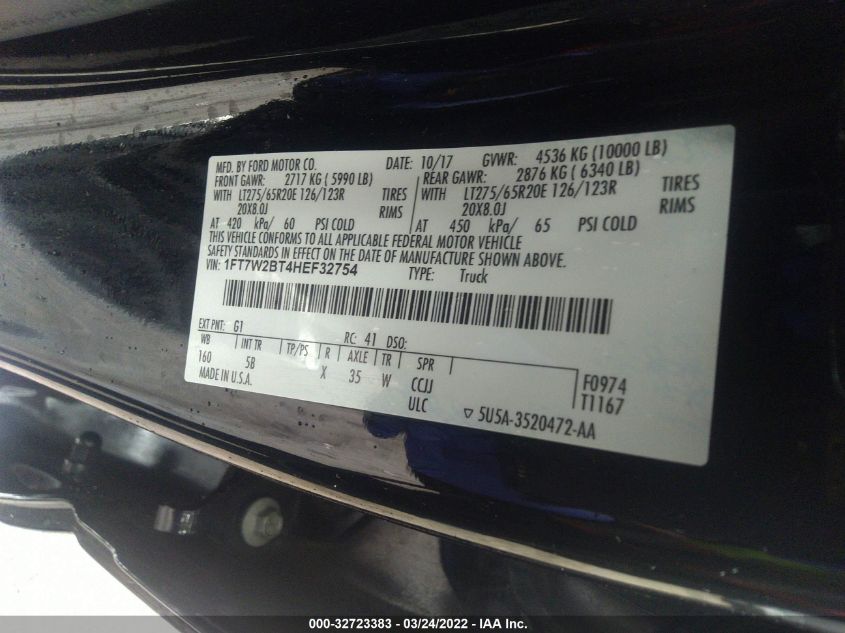 MFD. BY FORD MOTOR CO. DATE: 10/17 GVWR: 4536 KG (10000 LB)
FRONT GAWR: 2717 KG ( 5990 LB) REAR GAWR: 2876 KG ( 6340 LB)
WITH LT275/65R20E 126/123R TIRES WITH LT275/65R20E 126/123R TIRES
20X8.0J RIMS 20X8.0J RIMS
AT 420 kPa/ 60 PSI COLD AT 450 kPa/ 65 PSI COLD
THIS VEHICLE CONFORMS TO ALL APPLICABLE FEDERAL MOTOR VEHICLE
SAFETY STANDARDS IN EFFECT ON THE DATE OF MANUFACTURE SHOWN ABOVE.
VIN: 1FT7W2BT4HEF32754 TYPE: Truck
EXT PNT: G1 RC: 41 DSO:
WB INT TR TP/PS R AXLE TR SPR
160 5B X 35 W CCJJ F0974
MADE IN U.S.A. ULC T1167
▽ 5U5A-3520472-AA
000-32723383 - 03/24/2022 - IAA Inc.